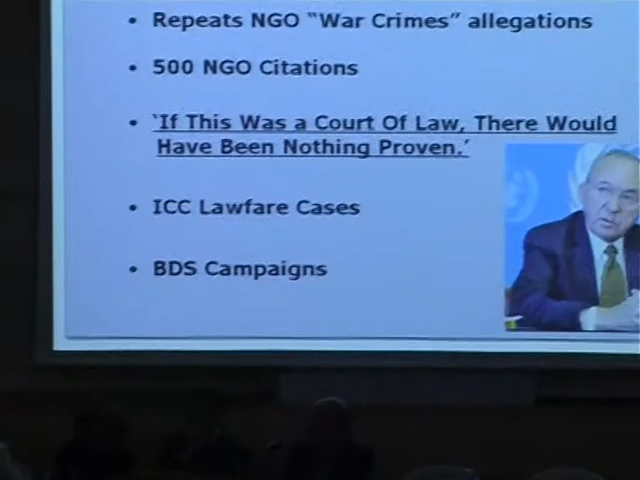 • Repeats NGO “War Crimes” allegations
• 500 NGO Citations
• ‘If This Was a Court Of Law, There Would
Have Been Nothing Proven.’
• ICC Lawfare Cases
• BDS Campaigns